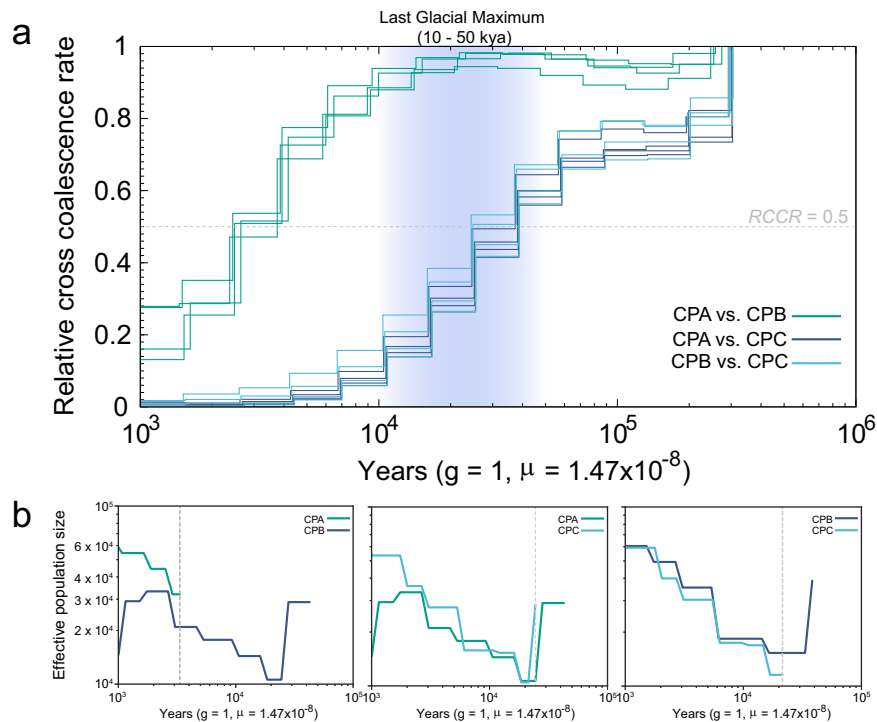 Last Glacial Maximum
(10 - 50 kya)
a
Relative cross coalescence rate
1
0.8
0.6
0.4
0.2
0
RCCR = 0.5
CPA vs. CPB
CPA vs. CPC
CPB vs. CPC
10³ 10⁴ 10⁵ 10⁶
Years (g = 1, μ = 1.47x10⁻⁸)
b
Effective population size
10⁵
6 x 10⁴
4 x 10⁴
3 x 10⁴
2 x 10⁴
10⁴
CPA
CPB
10³ 10⁴ 10⁵
Years (g = 1, μ = 1.47x10⁻⁸)
CPA
CPC
10³ 10⁴ 10⁵
Years (g = 1, μ = 1.47x10⁻⁸)
CPB
CPC
10³ 10⁴ 10⁵
Years (g = 1, μ = 1.47x10⁻⁸)